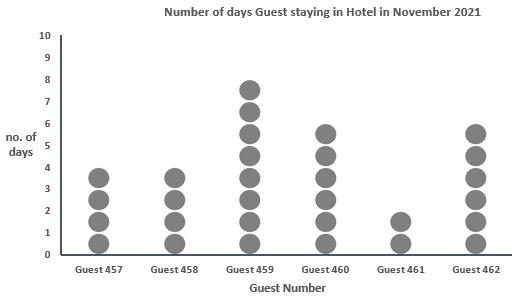 Number of days Guest staying in Hotel in November 2021
10
9
8
7
6
no. of
days
5
4
3
2
1
0
Guest 457 Guest 458 Guest 459 Guest 460 Guest 461 Guest 462
Guest Number